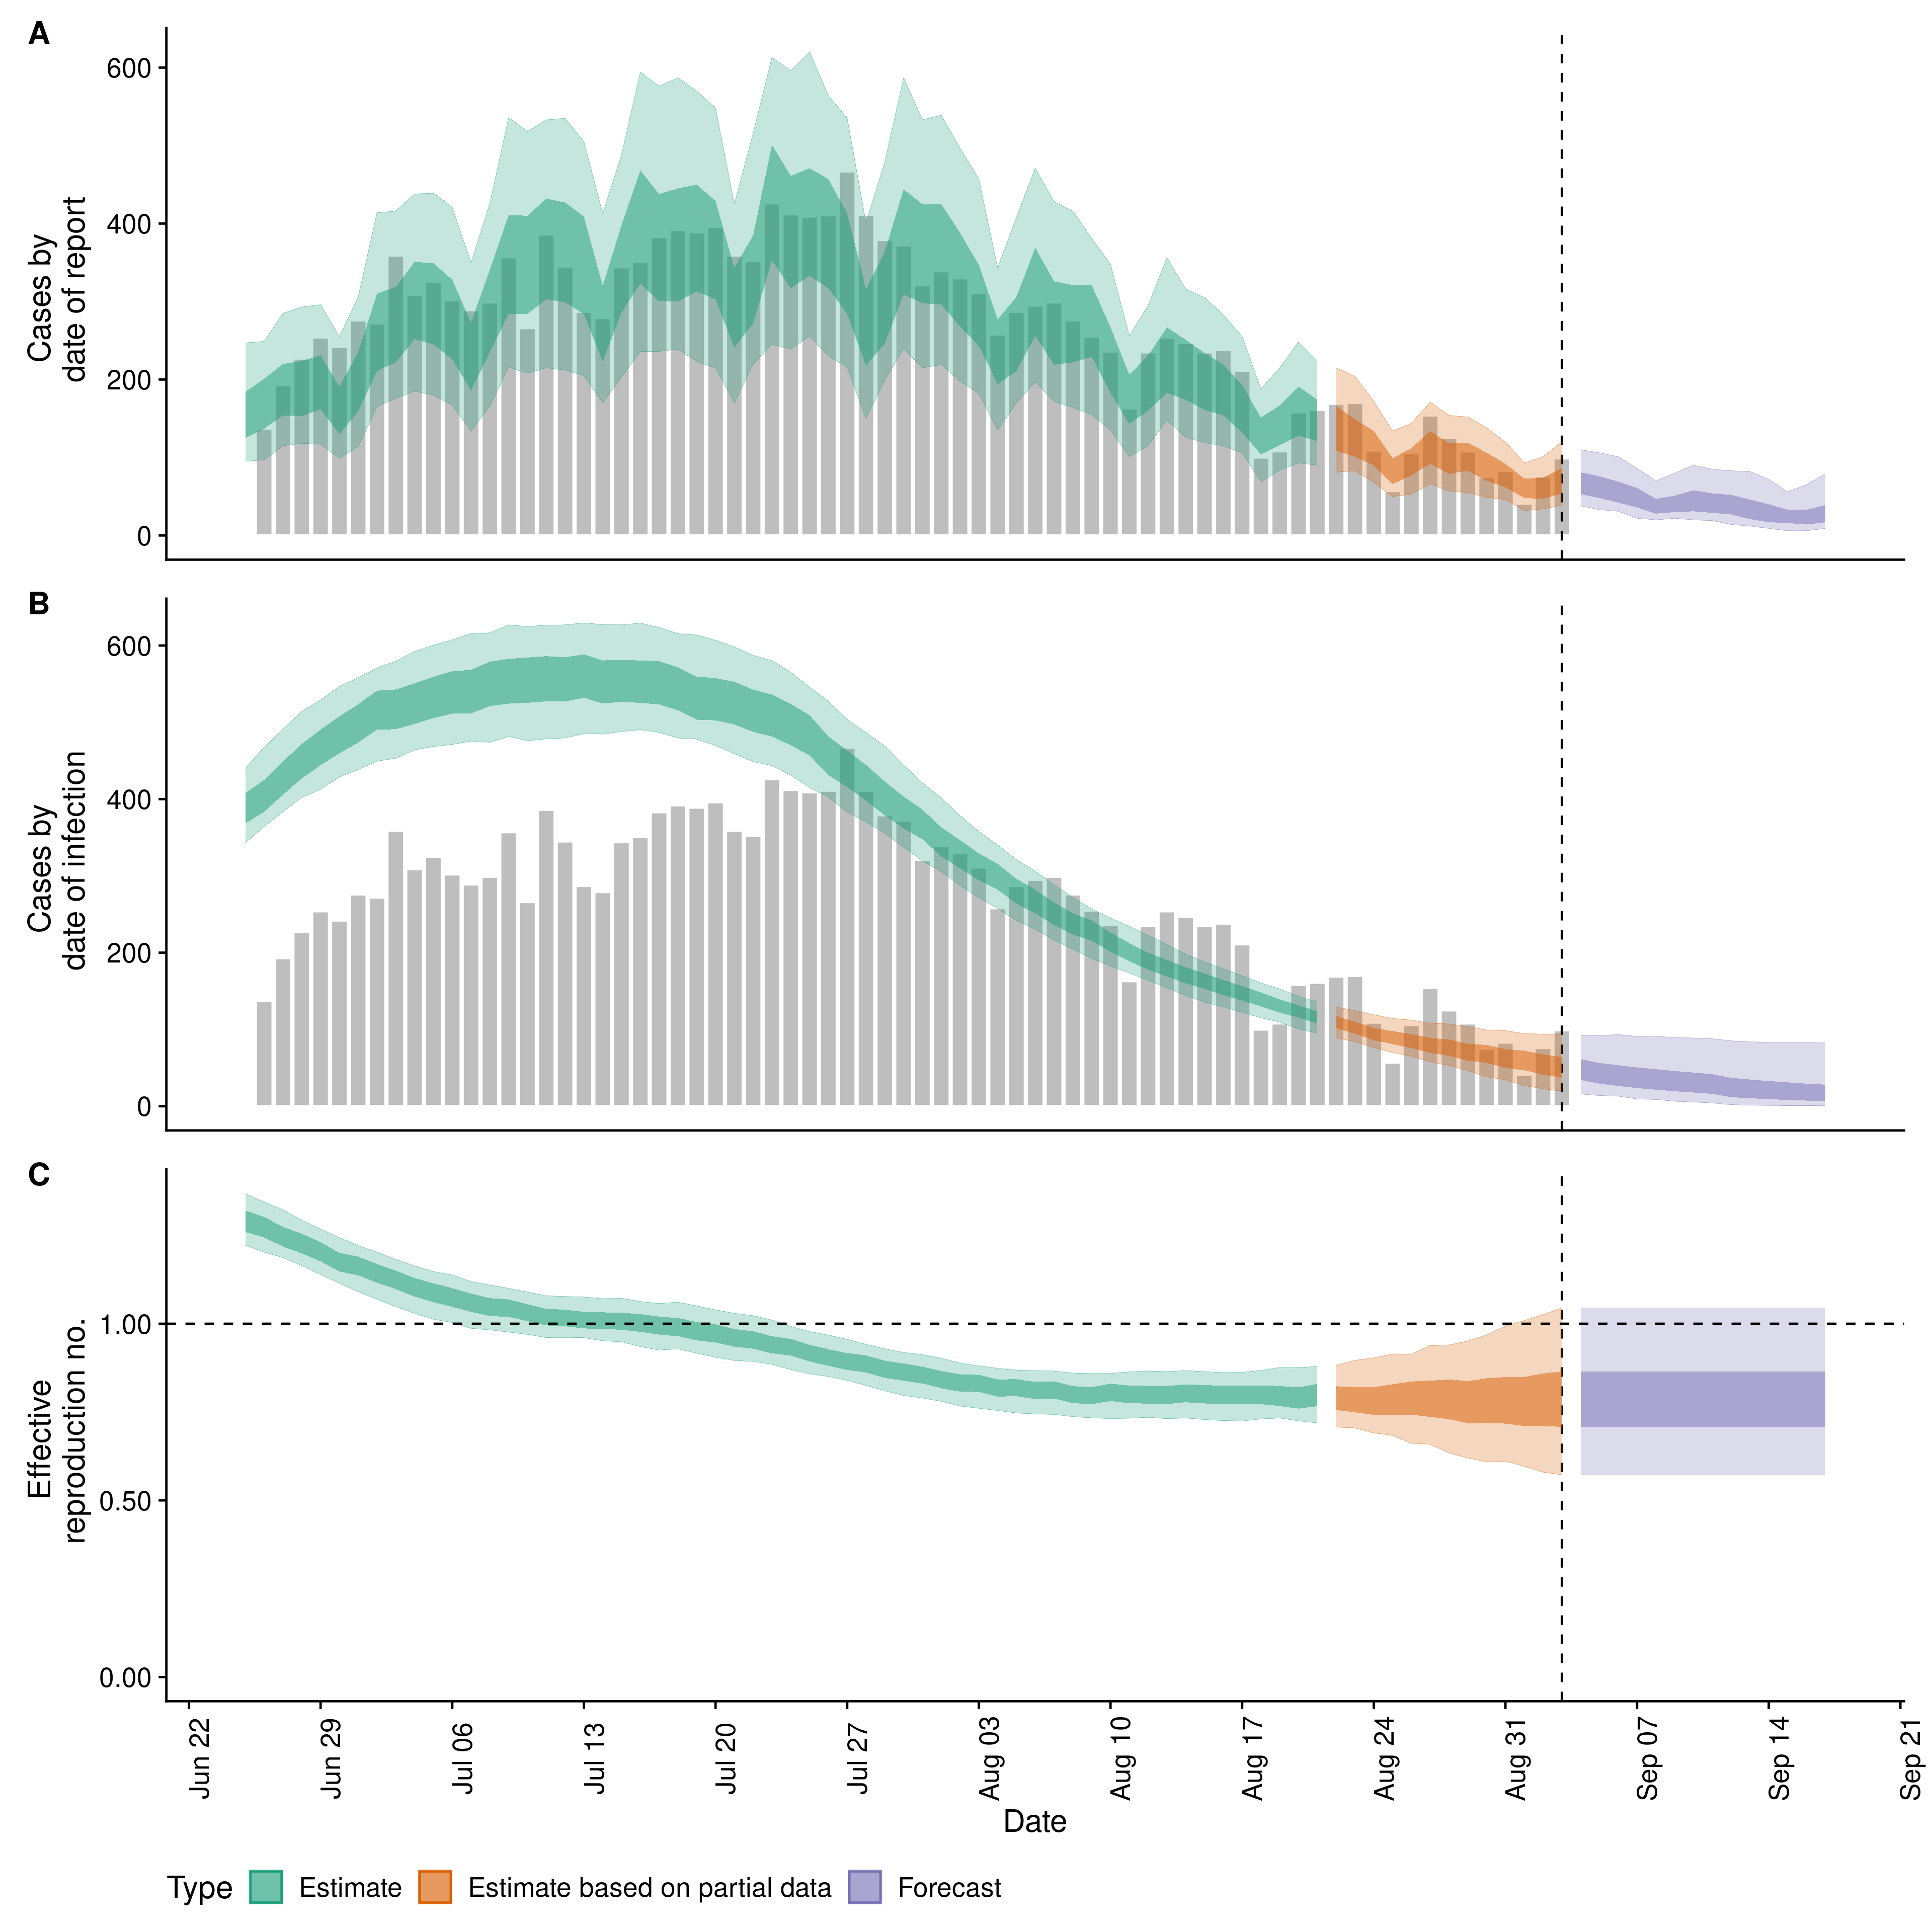 A
600
400
200
0
Cases by
date of report
B
600
400
200
0
Cases by
date of infection
C
1.00
0.50
0.00
Effective
reproduction no.
Jun 22
Jun 29
Jul 06
Jul 13
Jul 20
Jul 27
Aug 03
Aug 10
Aug 17
Aug 24
Aug 31
Sep 07
Sep 14
Sep 21
Date
Type Estimate Estimate based on partial data Forecast